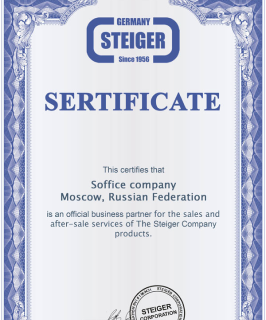 GERMANY
STEIGER
Since 1956
SERTIFICATE
This certifies that
Soffice company
Moscow, Russian Federation
is an official business partner for the sales and
after-sale services of The Steiger Company
products.
STEIGER
CORPORATION